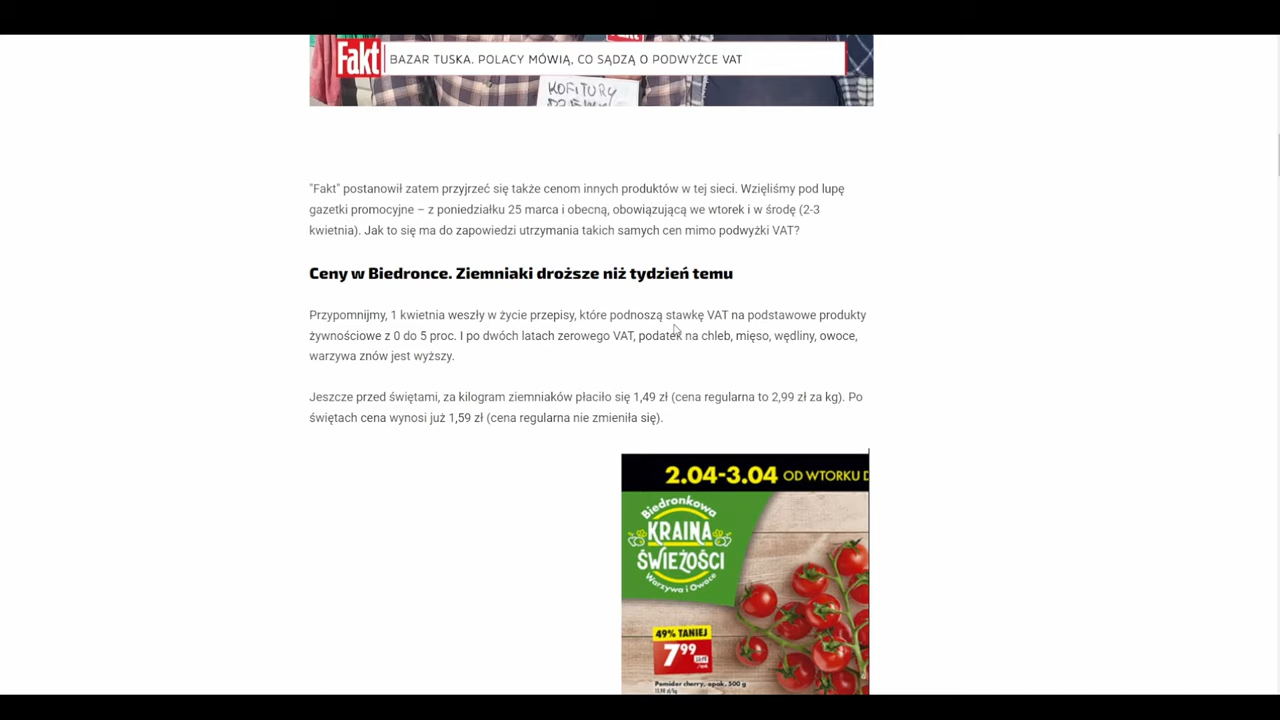 Fakt
BAZAR TUSKA. POLACY MÓWIĄ, CO SĄDZĄ O PODWYŻCE VAT
KOFITURY
"Fakt" postanowił zatem przyjrzeć się także cenom innych produktów w tej sieci. Wzięliśmy pod lupę
gazetki promocyjne – z poniedziałku 25 marca i obecną, obowiązującą we wtorek i w środę (2-3
kwietnia). Jak to się ma do zapowiedzi utrzymania takich samych cen mimo podwyżki VAT?
Ceny w Biedronce. Ziemniaki droższe niż tydzień temu
Przypomnijmy, 1 kwietnia weszły w życie przepisy, które podnoszą stawkę VAT na podstawowe produkty
żywnościowe z 0 do 5 proc. I po dwóch latach zerowego VAT, podatek na chleb, mięso, wędliny, owoce,
warzywa znów jest wyższy.
Jeszcze przed świętami, za kilogram ziemniaków płaciło się 1,49 zł (cena regularna to 2,99 zł za kg). Po
świętach cena wynosi już 1,59 zł (cena regularna nie zmieniła się).
2.04-3.04 OD WTORKU D
Biedronkowa
KRAINA
ŚWIEŻOŚCI
Warzywa i Owoce
49% TANIEJ
7 99
Pomidor cherry, opak. 500 g